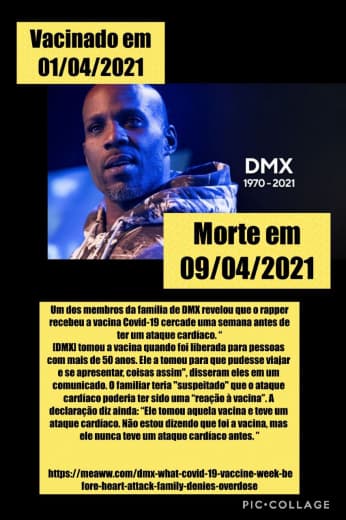 Vacinado em
01/04/2021
DMX
1970-2021
Morte em
09/04/2021
Um dos membros da família de DMX revelou que o rapper
recebeu a vacina Covid-19 cercade uma semana antes de
ter um ataque cardíaco. “
[DMX] tomou a vacina quando foi liberada para pessoas
com mais de 50 anos. Ele a tomou para que pudesse viajar
e se apresentar, coisas assim”, disseram eles em um
comunicado. O familiar teria "suspeitado" que o ataque
cardíaco poderia ter sido uma “reação à vacina”. A
declaração diz ainda: “Ele tomou aquela vacina e teve um
ataque cardíaco. Não estou dizendo que foi a vacina, mas
ele nunca teve um ataque cardíaco antes. ”
https://meaww.com/dmx-what-covid-19-vaccine-week-be
fore-heart-attack-family-denies-overdose
PIC•COLLAGE